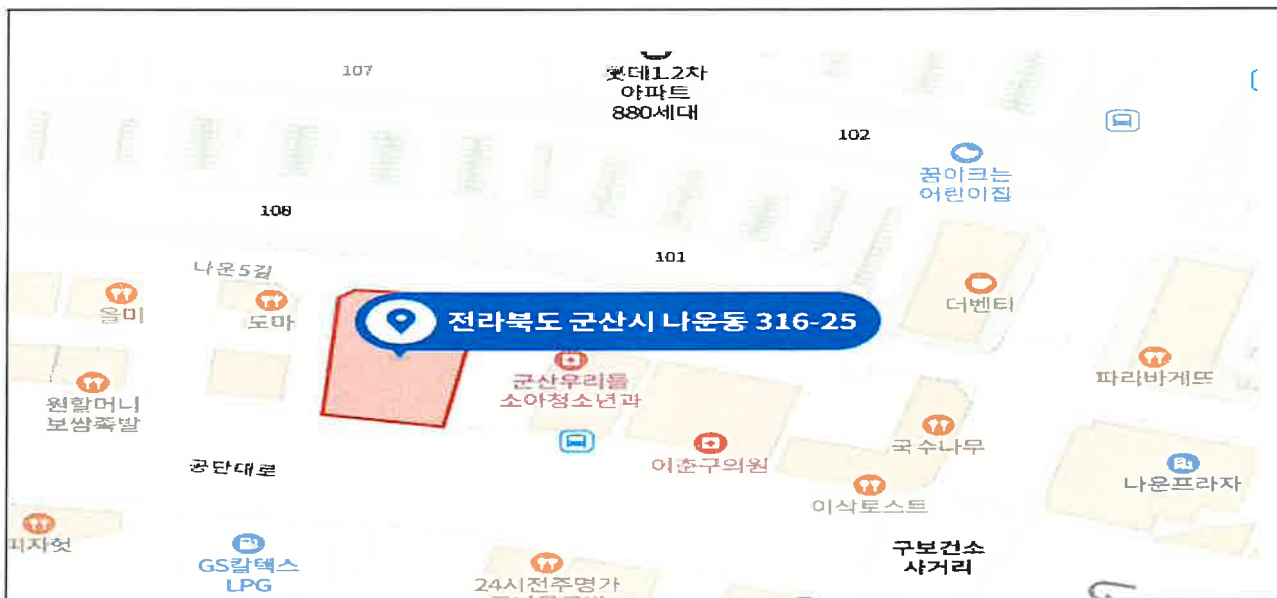 107
롯데1.2차
아파트
880세대
102
꿈이크는
어린이집
108
101
나운5길
올미
도마
더벤티
전라북도 군산시 나운동 316-25
군산우리들
소아청소년과
파리바게뜨
원할머니
보쌈족발
국수나무
이춘구의원
공단대로
나운프라자
이삭토스트
피자헛
GS칼텍스
LPG
구보건소
사거리
24시전주명가